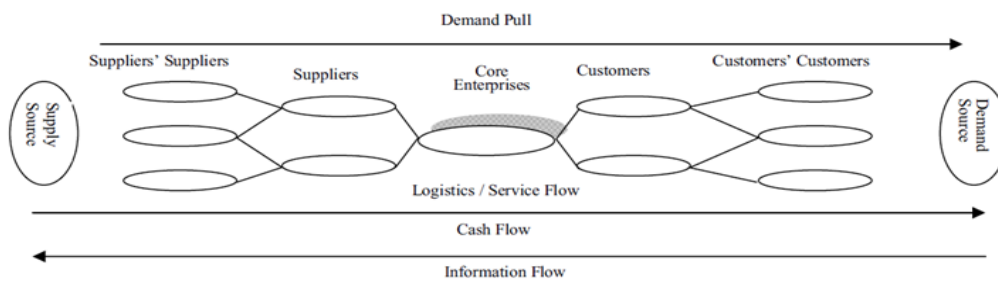 Demand Pull
Suppliers' Suppliers
Suppliers
Core
Enterprises
Customers
Customers' Customers
Supply
Source
Demand
Source
Logistics / Service Flow
Cash Flow
Information Flow